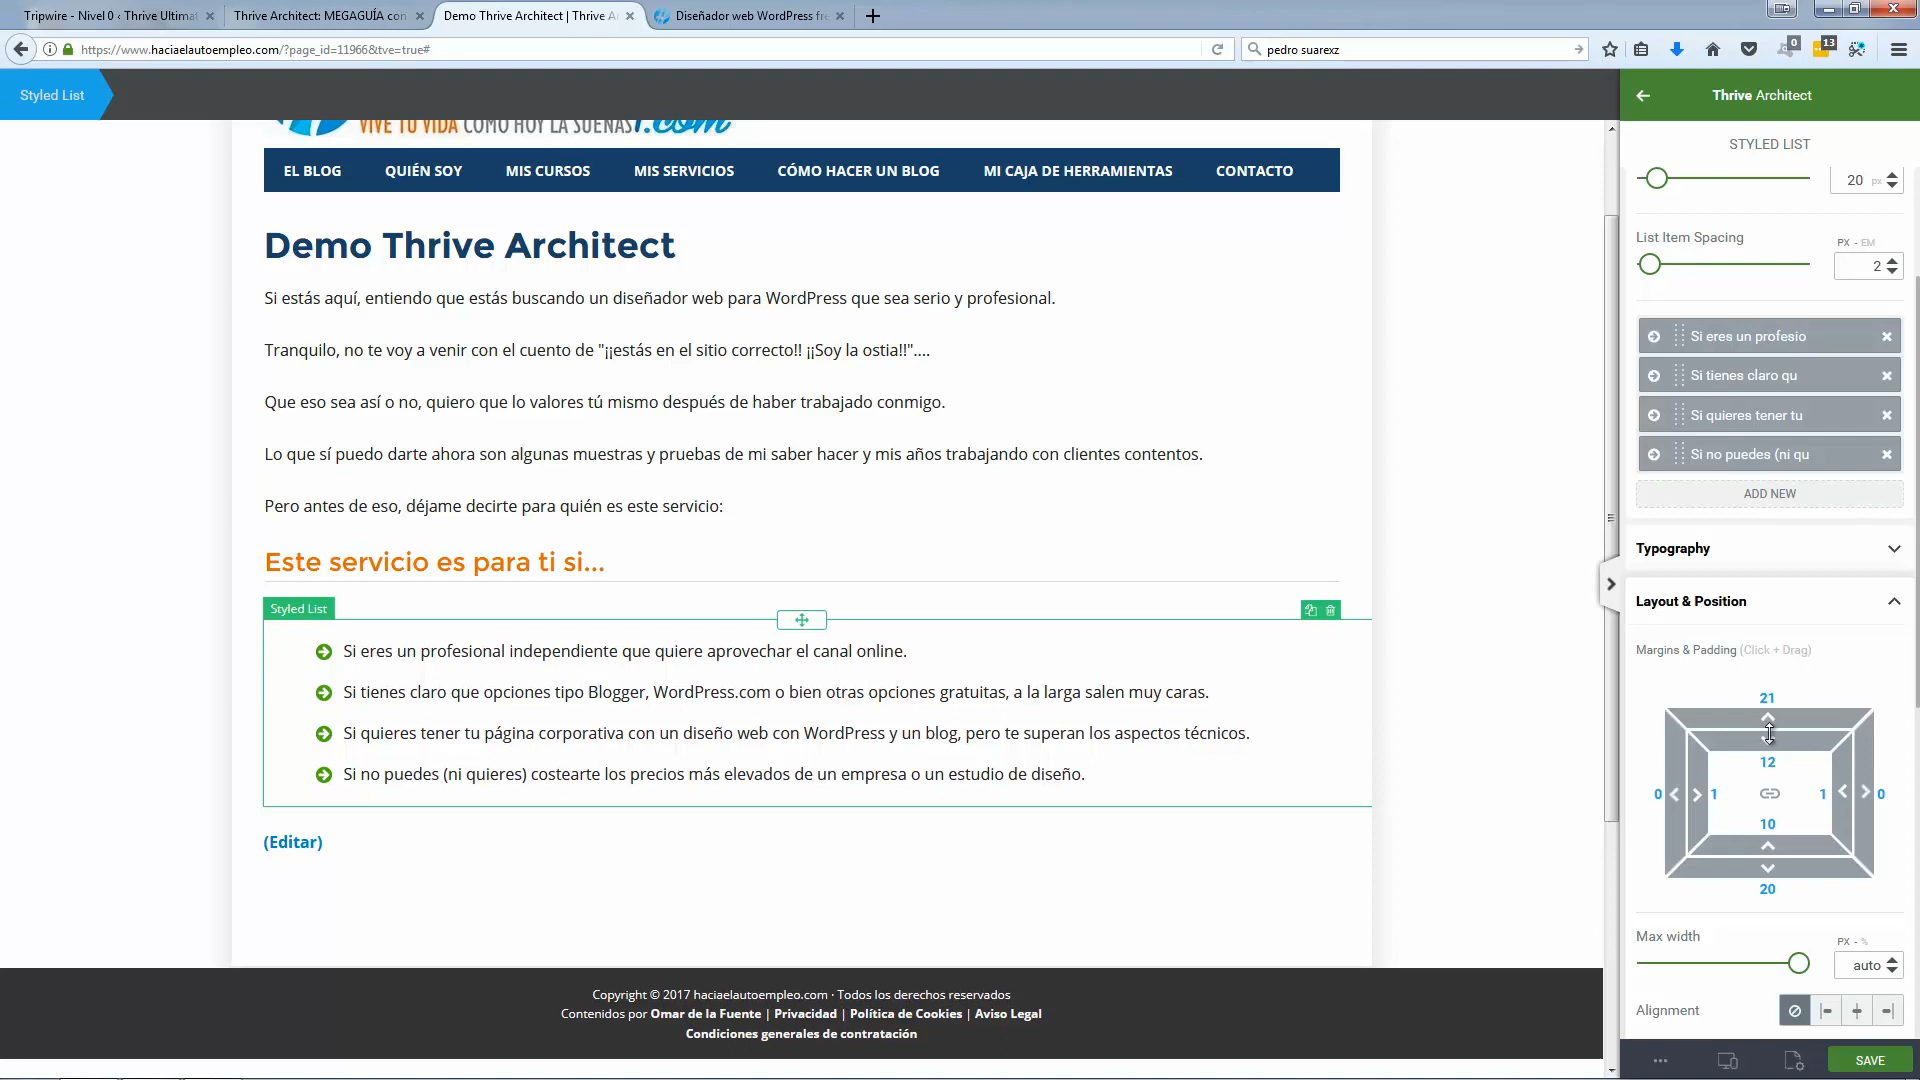 Tripwire - Nivel 0 ‹ Thrive Ultimat
Thrive Architect: MEGAGUÍA con
Demo Thrive Architect | Thrive A
Diseñador web WordPress fre
https://www.haciaelautoempleo.com/?page_id=11966&tve=true#
pedro suarexz
0
13
Styled List
Thrive Architect
VIVE TU VIDA COMO HOY LA SUEÑAS .com
EL BLOG
QUIÉN SOY
MIS CURSOS
MIS SERVICIOS
CÓMO HACER UN BLOG
MI CAJA DE HERRAMIENTAS
CONTACTO
Demo Thrive Architect
Si estás aquí, entiendo que estás buscando un diseñador web para WordPress que sea serio y profesional.
Tranquilo, no te voy a venir con el cuento de "¡¡estás en el sitio correcto!! ¡¡Soy la ostia!!"....
Que eso sea así o no, quiero que lo valores tú mismo después de haber trabajado conmigo.
Lo que sí puedo darte ahora son algunas muestras y pruebas de mi saber hacer y mis años trabajando con clientes contentos.
Pero antes de eso, déjame decirte para quién es este servicio:
Este servicio es para ti si...
Styled List
Si eres un profesional independiente que quiere aprovechar el canal online.
Si tienes claro que opciones tipo Blogger, WordPress.com o bien otras opciones gratuitas, a la larga salen muy caras.
Si quieres tener tu página corporativa con un diseño web con WordPress y un blog, pero te superan los aspectos técnicos.
Si no puedes (ni quieres) costearte los precios más elevados de un empresa o un estudio de diseño.
(Editar)
Copyright © 2017 haciaelautoempleo.com · Todos los derechos reservados
Contenidos por Omar de la Fuente | Privacidad | Política de Cookies | Aviso Legal
Condiciones generales de contratación
STYLED LIST
20 px
List Item Spacing
PX - EM
2
Si eres un profesio
Si tienes claro qu
Si quieres tener tu
Si no puedes (ni qu
ADD NEW
Typography
Layout & Position
Margins & Padding (Click + Drag)
21
12
0 1 1 0
10
20
Max width
PX - %
auto
Alignment
SAVE